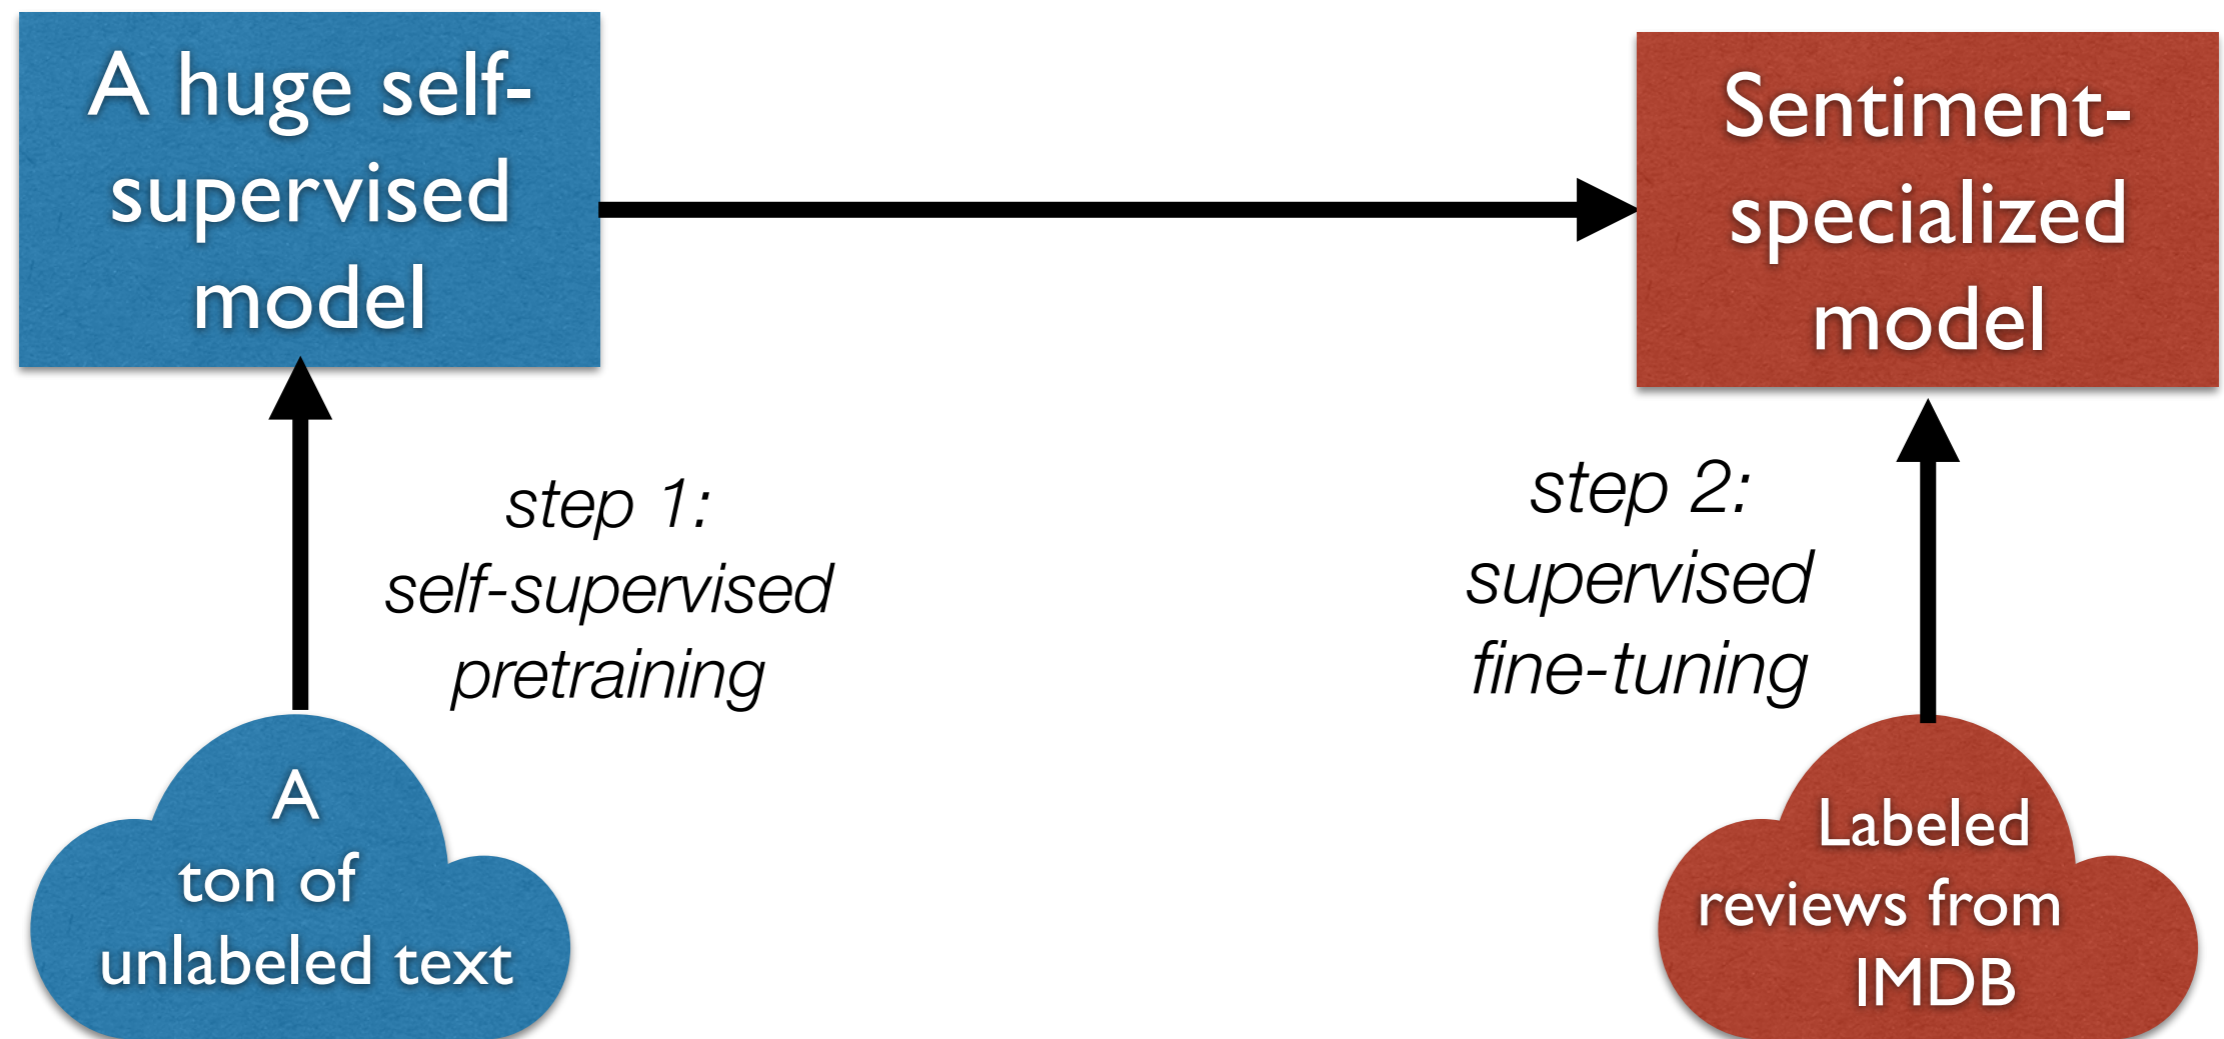 A huge self-
supervised
model
Sentiment-
specialized
model
step 1:
self-supervised
pretraining
step 2:
supervised
fine-tuning
A
ton of
unlabeled text
Labeled
reviews from
IMDB